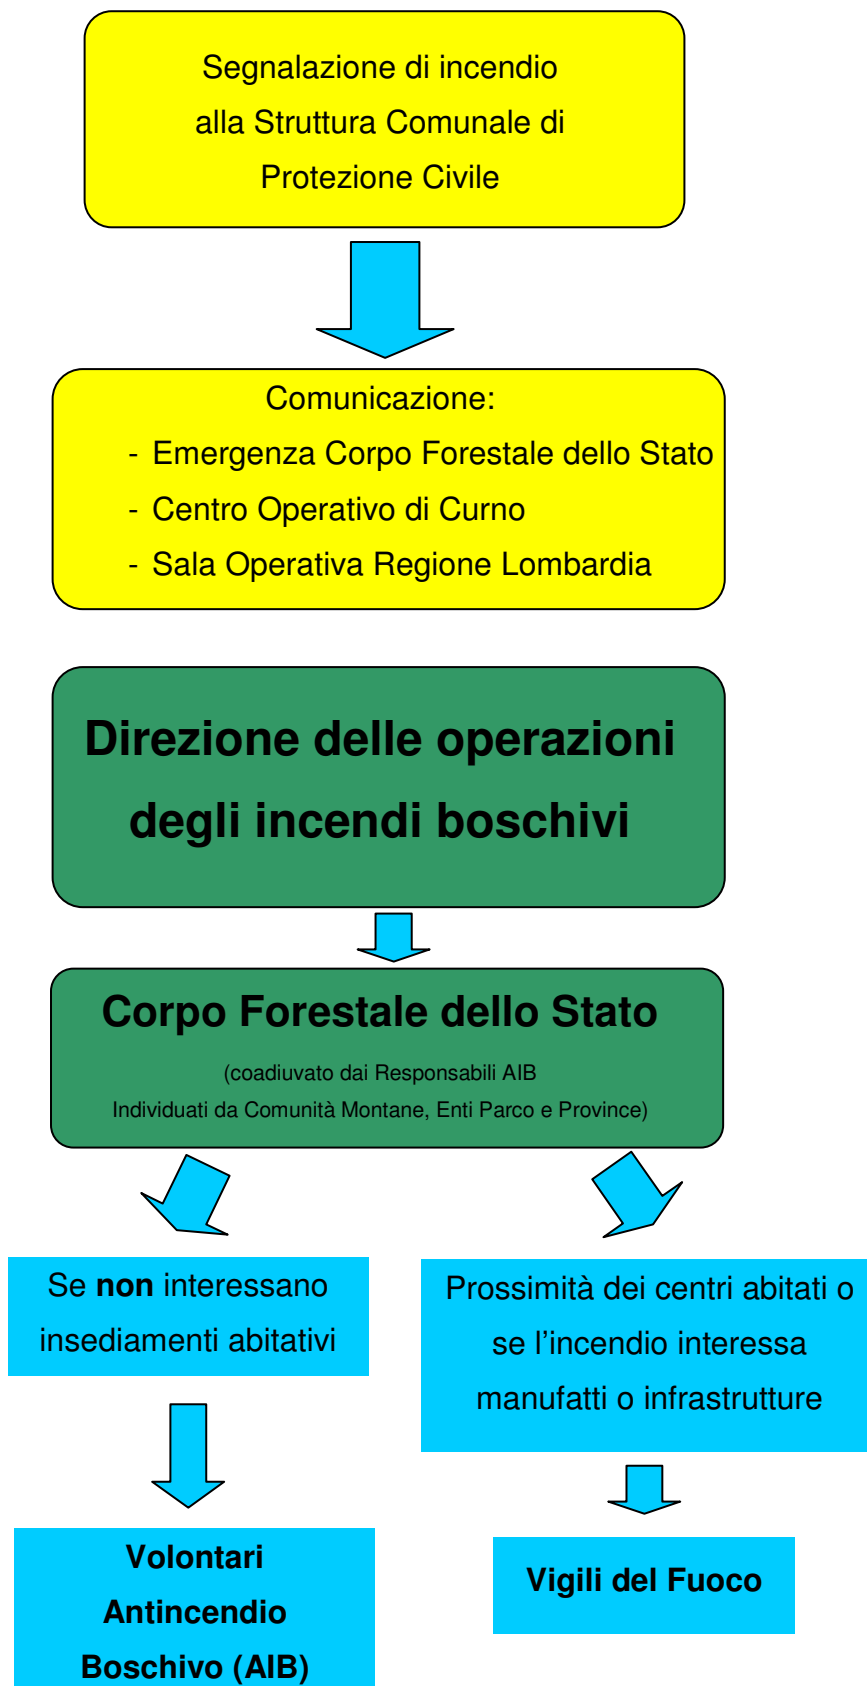 Segnalazione di incendio
alla Struttura Comunale di
Protezione Civile
Comunicazione:
- Emergenza Corpo Forestale dello Stato
- Centro Operativo di Curno
- Sala Operativa Regione Lombardia
Direzione delle operazioni
degli incendi boschivi
Corpo Forestale dello Stato
(coadiuvato dai Responsabili AIB
Individuati da Comunità Montane, Enti Parco e Province)
Se non interessano
insediamenti abitativi
Prossimità dei centri abitati o
se l'incendio interessa
manufatti o infrastrutture
Volontari
Antincendio
Boschivo (AIB)
Vigili del Fuoco